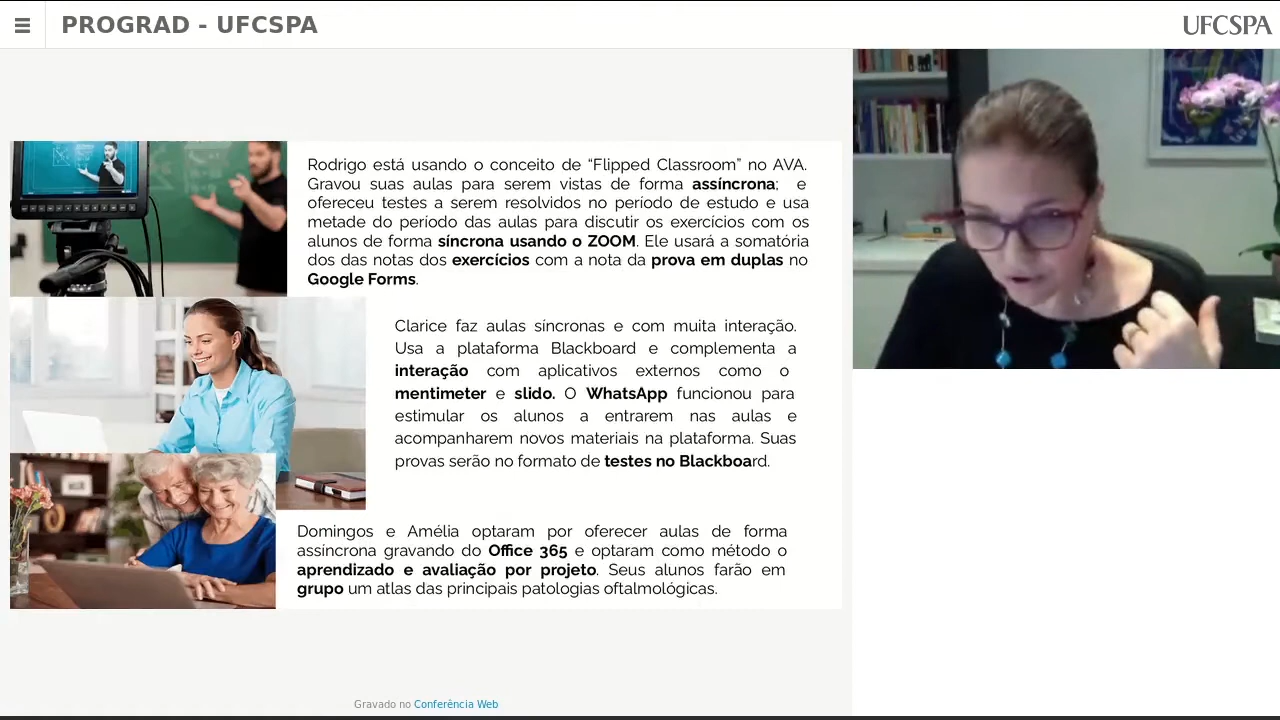 PROGRAD - UFCSPA
UFCSPA
Rodrigo está usando o conceito de “Flipped Classroom” no AVA.
Gravou suas aulas para serem vistas de forma assíncrona; e
ofereceu testes a serem resolvidos no período de estudo e usa
metade do período das aulas para discutir os exercícios com os
alunos de forma síncrona usando o ZOOM. Ele usará a somatória
dos das notas dos exercícios com a nota da prova em duplas no
Google Forms.
Clarice faz aulas síncronas e com muita interação.
Usa a plataforma Blackboard e complementa a
interação com aplicativos externos como o
mentimeter e slido. O WhatsApp funcionou para
estimular os alunos a entrarem nas aulas e
acompanharem novos materiais na plataforma. Suas
provas serão no formato de testes no Blackboard.
Domingos e Amélia optaram por oferecer aulas de forma
assíncrona gravando do Office 365 e optaram como método o
aprendizado e avaliação por projeto. Seus alunos farão em
grupo um atlas das principais patologias oftalmológicas.
Gravado no Conferência Web